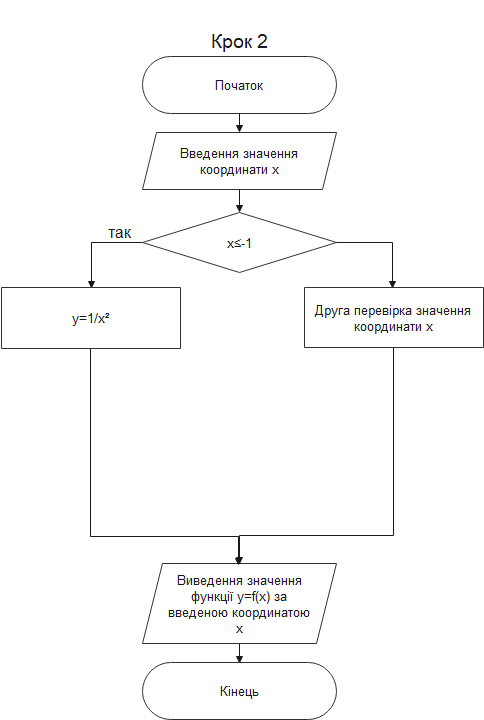 Крок 2
Початок
Введення значення
координати x
так
x≤-1
y=1/x²
Друга перевірка значення
координати x
Виведення значення
функції y=f(x) за
введеною координатою
x
Кінець